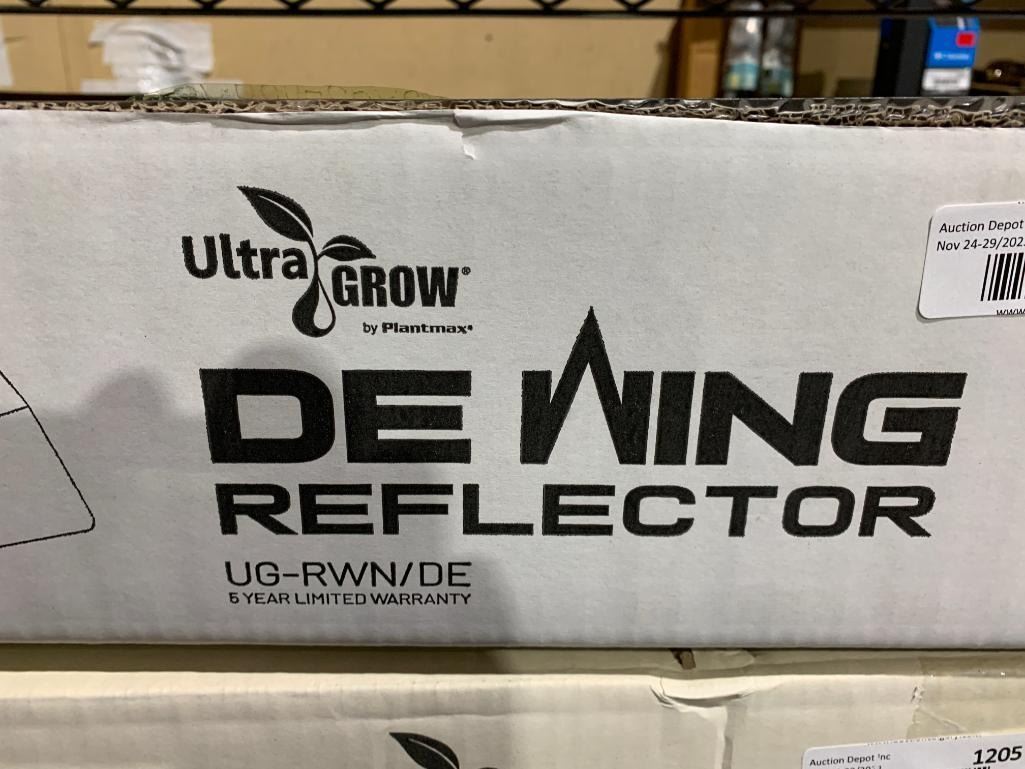 Ultra GROW®
by Plantmax®
DE WING
REFLECTOR
UG-RWN/DE
5 YEAR LIMITED WARRANTY
Auction Depot
Nov 24-29/202
www
Auction Depot Inc
1205